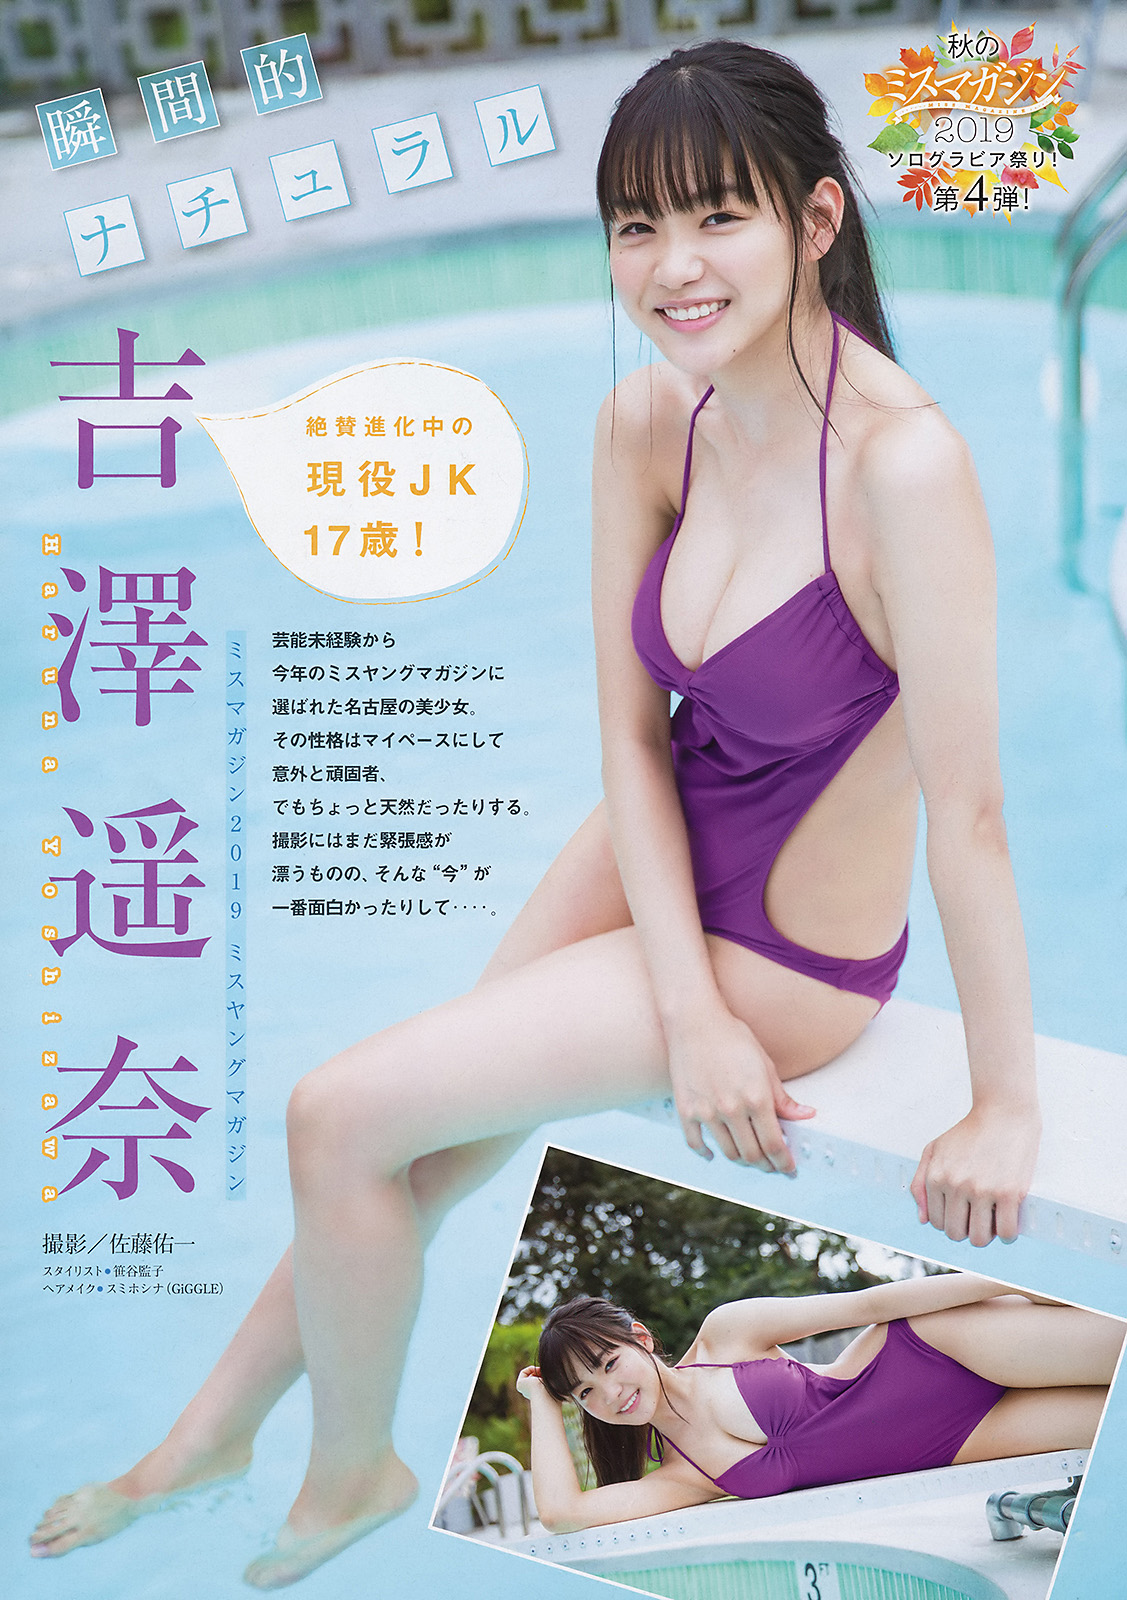 秋の
ミスマガジン
MISS MAGAZINE
2019
ソログラビア祭り!
第4弾!
瞬間的
ナチュラル
吉澤遥奈
Haruna Yoshizawa
絶賛進化中の
現役JK
17歳!
ミスマガジン2019 ミスヤングマガジン
芸能未経験から
今年のミスヤングマガジンに
選ばれた名古屋の美少女。
その性格はマイペースにして
意外と頑固者、
でもちょっと天然だったりする。
撮影にはまだ緊張感が
漂うものの、そんな“今”が
一番面白かったりして‥‥。
撮影／佐藤佑一
スタイリスト●笹谷監子
ヘアメイク●スミホシナ(GiGGLE)
3FT